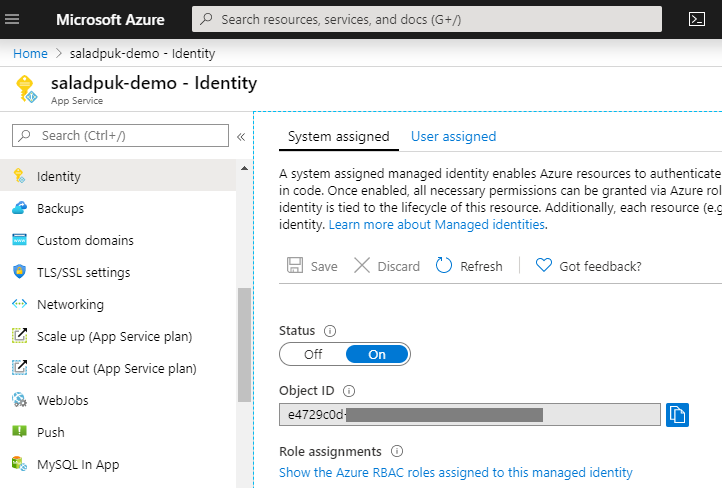 Microsoft Azure
Search resources, services, and docs (G+/)
Home > saladpuk-demo - Identity
saladpuk-demo - Identity
App Service
Search (Ctrl+/)
«
Identity
Backups
Custom domains
TLS/SSL settings
Networking
Scale up (App Service plan)
Scale out (App Service plan)
WebJobs
Push
MySQL In App
System assigned User assigned
A system assigned managed identity enables Azure resources to authenticate
in code. Once enabled, all necessary permissions can be granted via Azure rol
identity is tied to the lifecycle of this resource. Additionally, each resource (e.g
identity. Learn more about Managed identities.
Save Discard Refresh Got feedback?
Status
Off On
Object ID
e4729c0d-
Role assignments
Show the Azure RBAC roles assigned to this managed identity